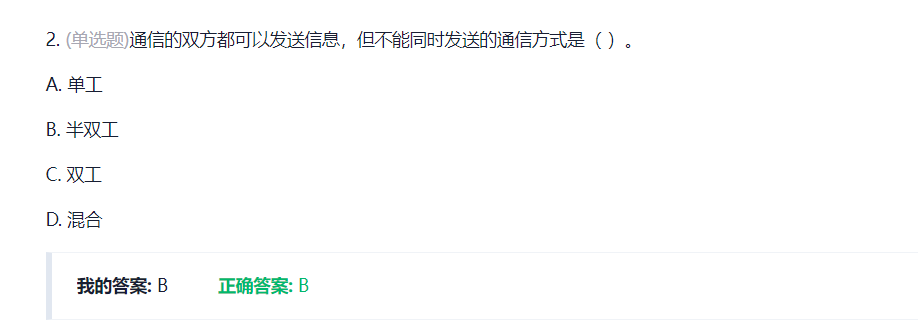 2. (单选题)通信的双方都可以发送信息，但不能同时发送的通信方式是（ ）。
A. 单工
B. 半双工
C. 双工
D. 混合
我的答案: B 正确答案: B